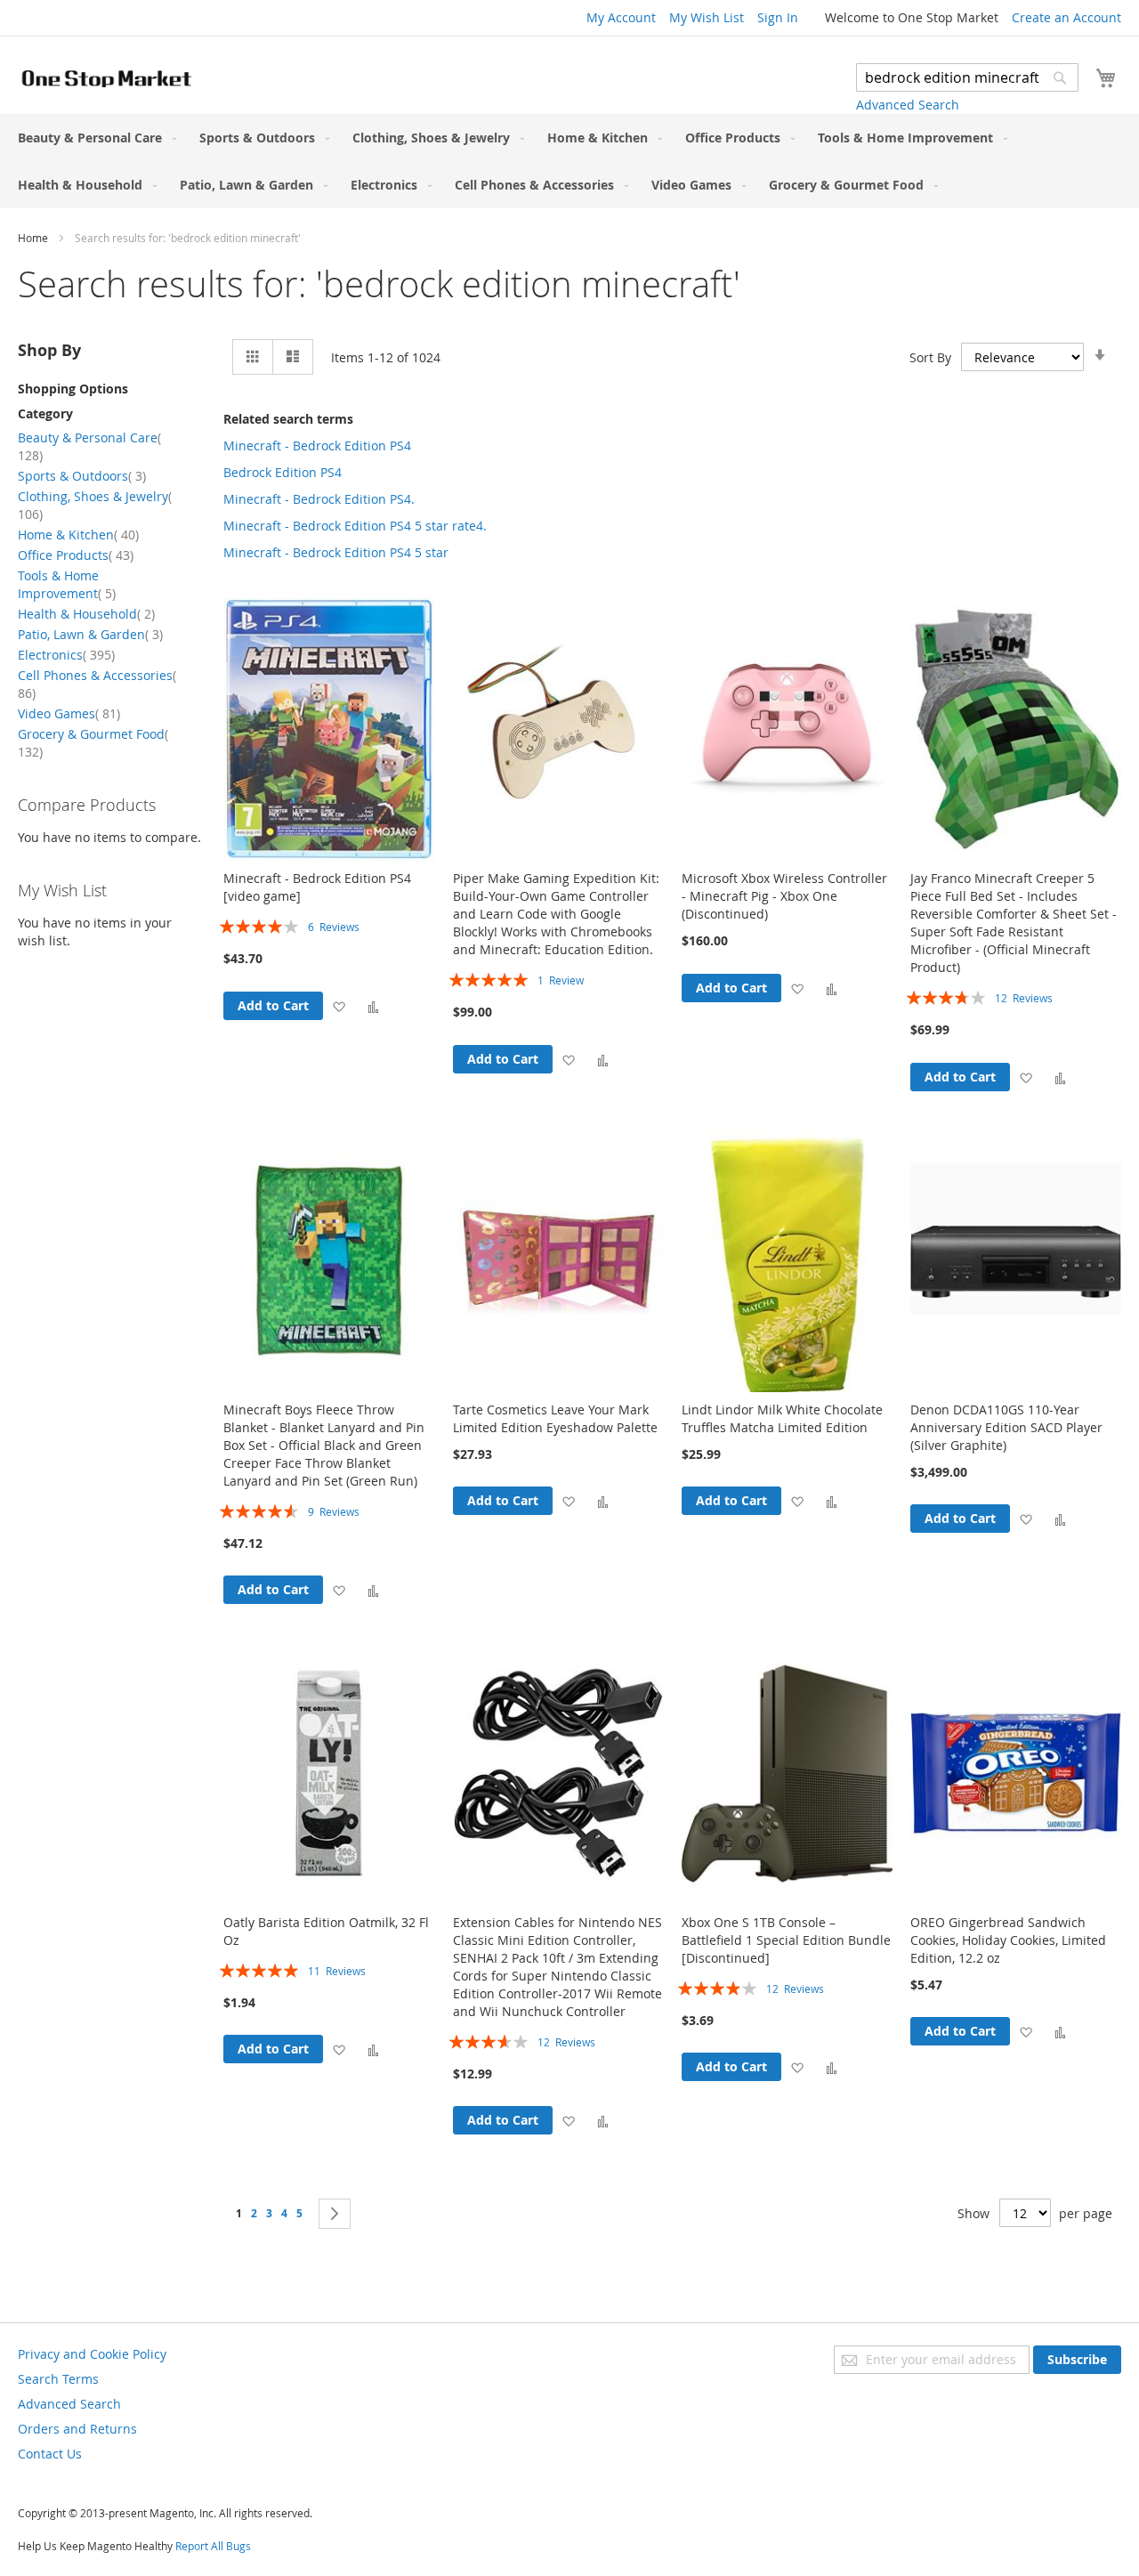 My Account My Wish List Sign In Welcome to One Stop Market Create an Account
One Stop Market
bedrock edition minecraft
Advanced Search
Beauty & Personal Care Sports & Outdoors Clothing, Shoes & Jewelry Home & Kitchen Office Products Tools & Home Improvement
Health & Household Patio, Lawn & Garden Electronics Cell Phones & Accessories Video Games Grocery & Gourmet Food
Home Search results for: 'bedrock edition minecraft'
Search results for: 'bedrock edition minecraft'
Shop By
Shopping Options
Category
Beauty & Personal Care( 128)
Sports & Outdoors( 3)
Clothing, Shoes & Jewelry( 106)
Home & Kitchen( 40)
Office Products( 43)
Tools & Home Improvement( 5)
Health & Household( 2)
Patio, Lawn & Garden( 3)
Electronics( 395)
Cell Phones & Accessories( 86)
Video Games( 81)
Grocery & Gourmet Food( 132)
Compare Products
You have no items to compare.
My Wish List
You have no items in your wish list.
Items 1-12 of 1024
Sort By Relevance
Related search terms
Minecraft - Bedrock Edition PS4
Bedrock Edition PS4
Minecraft - Bedrock Edition PS4.
Minecraft - Bedrock Edition PS4 5 star rate4.
Minecraft - Bedrock Edition PS4 5 star
PS4
MINECRAFT
7
MOJANG
Minecraft - Bedrock Edition PS4 [video game]
6 Reviews
$43.70
Add to Cart
Piper Make Gaming Expedition Kit: Build-Your-Own Game Controller and Learn Code with Google Blockly! Works with Chromebooks and Minecraft: Education Edition.
1 Review
$99.00
Add to Cart
Microsoft Xbox Wireless Controller - Minecraft Pig - Xbox One (Discontinued)
$160.00
Add to Cart
Jay Franco Minecraft Creeper 5 Piece Full Bed Set - Includes Reversible Comforter & Sheet Set - Super Soft Fade Resistant Microfiber - (Official Minecraft Product)
12 Reviews
$69.99
Add to Cart
MINECRAFT
Minecraft Boys Fleece Throw Blanket - Blanket Lanyard and Pin Box Set - Official Black and Green Creeper Face Throw Blanket Lanyard and Pin Set (Green Run)
9 Reviews
$47.12
Add to Cart
Tarte Cosmetics Leave Your Mark Limited Edition Eyeshadow Palette
$27.93
Add to Cart
Lindt
LINDOR
MATCHA
Lindt Lindor Milk White Chocolate Truffles Matcha Limited Edition
$25.99
Add to Cart
Denon DCDA110GS 110-Year Anniversary Edition SACD Player (Silver Graphite)
$3,499.00
Add to Cart
THE ORIGINAL
OAT-
LY!
OAT-
MILK
BARISTA
EDITION
32 fl oz
Oatly Barista Edition Oatmilk, 32 Fl Oz
11 Reviews
$1.94
Add to Cart
Extension Cables for Nintendo NES Classic Mini Edition Controller, SENHAI 2 Pack 10ft / 3m Extending Cords for Super Nintendo Classic Edition Controller-2017 Wii Remote and Wii Nunchuck Controller
12 Reviews
$12.99
Add to Cart
Xbox One S 1TB Console – Battlefield 1 Special Edition Bundle [Discontinued]
12 Reviews
$3.69
Add to Cart
Limited Edition
GINGERBREAD
OREO
SANDWICH COOKIES
OREO Gingerbread Sandwich Cookies, Holiday Cookies, Limited Edition, 12.2 oz
$5.47
Add to Cart
1 2 3 4 5
Show 12 per page
Privacy and Cookie Policy
Search Terms
Advanced Search
Orders and Returns
Contact Us
Enter your email address Subscribe
Copyright © 2013-present Magento, Inc. All rights reserved.
Help Us Keep Magento Healthy Report All Bugs